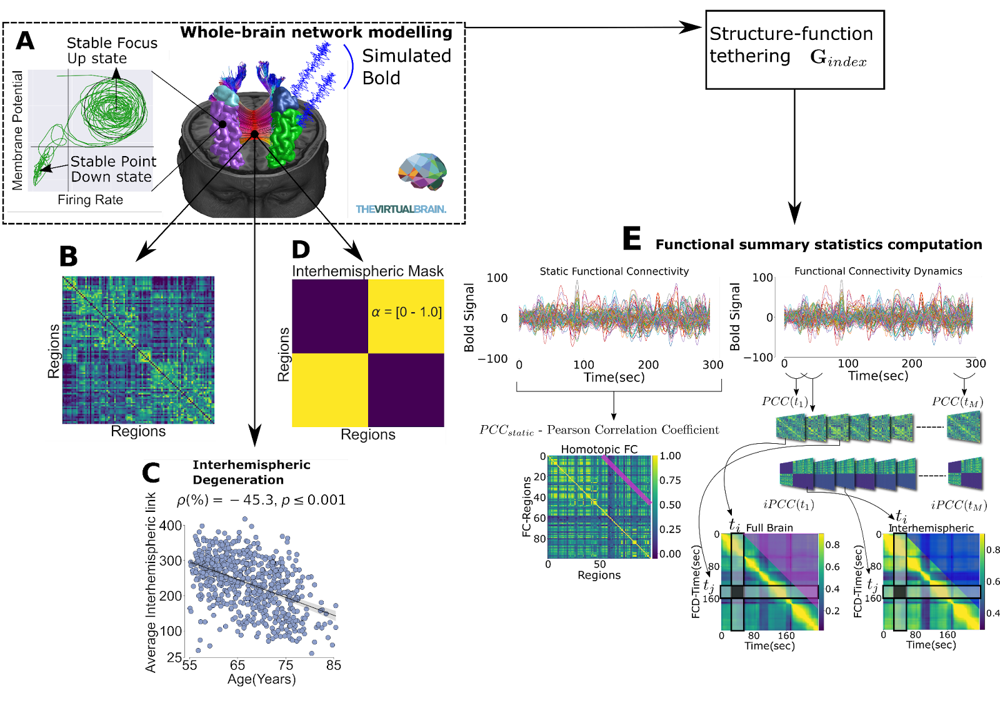 A
Whole-brain network modelling
Stable Focus
Up state
Simulated
Bold
Membrane Potential
Stable Point
Down state
Firing Rate
THEVIRTUALBRAIN.
Structure-function
tethering G_index
B
Regions
Regions
D
Interhemispheric Mask
α = [0 - 1.0]
Regions
Regions
C
Interhemispheric
Degeneration
ρ(%) = −45.3, p ≤ 0.001
Average Interhemispheric link
400
300
200
100
25
55 65 75 85
Age(Years)
E
Functional summary statistics computation
Static Functional Connectivity
Bold Signal
100
0
−100
0 100 200 300
Time(sec)
PCC_static - Pearson Correlation Coefficient
Homotopic FC
FC-Regions
0
20
40
60
80
0 50
Regions
1.00
0.75
0.50
0.25
0.00
Functional Connectivity Dynamics
Bold Signal
100
0
−100
0 100 200 300
Time(sec)
PCC(t_1) PCC(t_M)
iPCC(t_1) iPCC(t_M)
t_i Full Brain
FCD-Time(sec)
0
80
t_j
160
0 80 160
Time(sec)
0.8
0.6
0.4
0.2
t_i
Interhemispheric
FCD-Time(sec)
0
80
t_j
160
0 80 160
Time(sec)
0.8
0.6
0.4